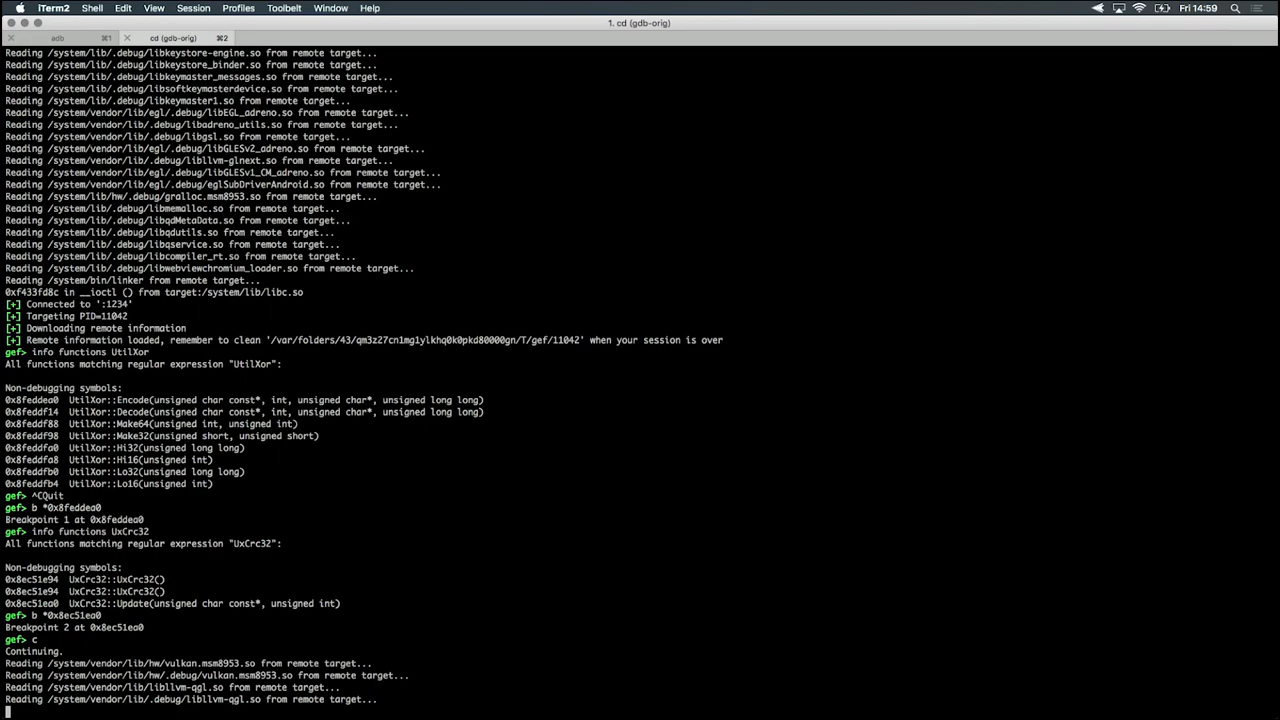 iTerm2 Shell Edit View Session Profiles Toolbelt Window Help Fri 14:59
1. cd (gdb-orig)
adb ⌘1 cd (gdb-orig) ⌘2
Reading /system/lib/.debug/libkeystore-engine.so from remote target...
Reading /system/lib/.debug/libkeystore_binder.so from remote target...
Reading /system/lib/.debug/libkeymaster_messages.so from remote target...
Reading /system/lib/.debug/libsoftkeymasterdevice.so from remote target...
Reading /system/lib/.debug/libkeymaster1.so from remote target...
Reading /system/vendor/lib/egl/.debug/libEGL_adreno.so from remote target...
Reading /system/vendor/lib/.debug/libadreno_utils.so from remote target...
Reading /system/vendor/lib/.debug/libgsl.so from remote target...
Reading /system/vendor/lib/egl/.debug/libGLESv2_adreno.so from remote target...
Reading /system/vendor/lib/.debug/libllvm-glnext.so from remote target...
Reading /system/vendor/lib/egl/.debug/libGLESv1_CM_adreno.so from remote target...
Reading /system/vendor/lib/egl/.debug/eglSubDriverAndroid.so from remote target...
Reading /system/lib/hw/.debug/gralloc.msm8953.so from remote target...
Reading /system/lib/.debug/libmemalloc.so from remote target...
Reading /system/lib/.debug/libqdMetaData.so from remote target...
Reading /system/lib/.debug/libqdutils.so from remote target...
Reading /system/lib/.debug/libqservice.so from remote target...
Reading /system/lib/.debug/libcompiler_rt.so from remote target...
Reading /system/lib/.debug/libwebviewchromium_loader.so from remote target...
Reading /system/bin/linker from remote target...
0xf433fd8c in __ioctl () from target:/system/lib/libc.so
[+] Connected to ':1234'
[+] Targeting PID=11042
[+] Downloading remote information
[+] Remote information loaded, remember to clean '/var/folders/43/qm3z27cn1mg1ylkhq0k0pkd80000gn/T/gef/11042' when your session is over
gef> info functions UtilXor
All functions matching regular expression "UtilXor":
Non-debugging symbols:
0x8feddea0 UtilXor::Encode(unsigned char const*, int, unsigned char*, unsigned long long)
0x8feddf14 UtilXor::Decode(unsigned char const*, int, unsigned char*, unsigned long long)
0x8feddf88 UtilXor::Make64(unsigned int, unsigned int)
0x8feddf98 UtilXor::Make32(unsigned short, unsigned short)
0x8feddfa0 UtilXor::Hi32(unsigned long long)
0x8feddfa8 UtilXor::Hi16(unsigned int)
0x8feddfb0 UtilXor::Lo32(unsigned long long)
0x8feddfb4 UtilXor::Lo16(unsigned int)
gef> ^CQuit
gef> b *0x8feddea0
Breakpoint 1 at 0x8feddea0
gef> info functions UxCrc32
All functions matching regular expression "UxCrc32":
Non-debugging symbols:
0x8ec51e94 UxCrc32::UxCrc32()
0x8ec51e94 UxCrc32::UxCrc32()
0x8ec51ea0 UxCrc32::Update(unsigned char const*, unsigned int)
gef> b *0x8ec51ea0
Breakpoint 2 at 0x8ec51ea0
gef> c
Continuing.
Reading /system/vendor/lib/hw/vulkan.msm8953.so from remote target...
Reading /system/vendor/lib/hw/.debug/vulkan.msm8953.so from remote target...
Reading /system/vendor/lib/libllvm-qgl.so from remote target...
Reading /system/vendor/lib/.debug/libllvm-qgl.so from remote target...